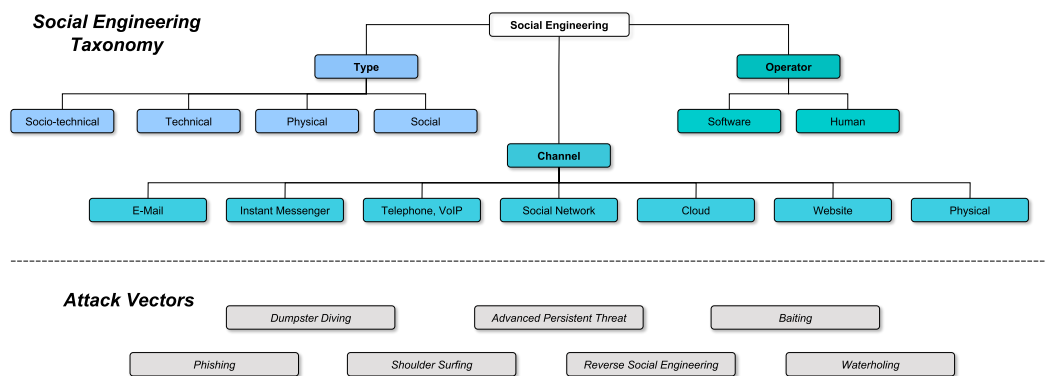 Social Engineering
Taxonomy
Social Engineering
Type
Operator
Socio-technical
Technical
Physical
Social
Software
Human
Channel
E-Mail
Instant Messenger
Telephone, VoIP
Social Network
Cloud
Website
Physical
Attack Vectors
Dumpster Diving
Advanced Persistent Threat
Baiting
Phishing
Shoulder Surfing
Reverse Social Engineering
Waterholing